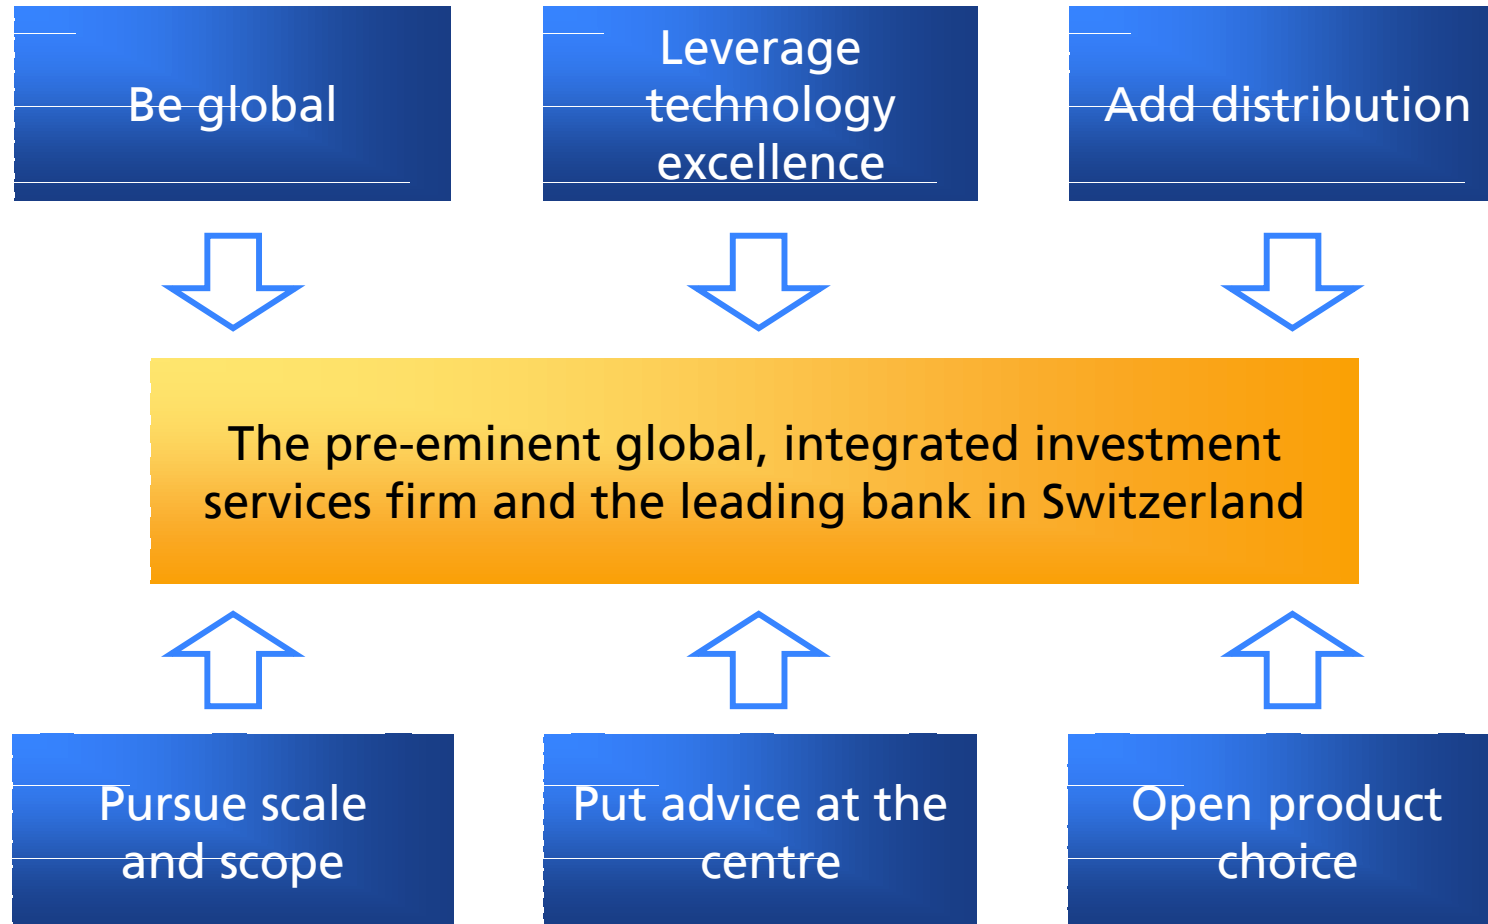 Be global
Leverage
technology
excellence
Add distribution
The pre-eminent global, integrated investment
services firm and the leading bank in Switzerland
Pursue scale
and scope
Put advice at the
centre
Open product
choice